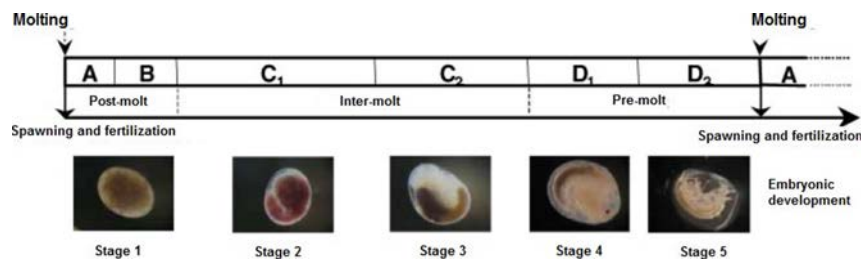 Molting Molting
A B C₁ C₂ D₁ D₂ A
Post-molt Inter-molt Pre-molt
Spawning and fertilization Spawning and fertilization
Embryonic
development
Stage 1 Stage 2 Stage 3 Stage 4 Stage 5